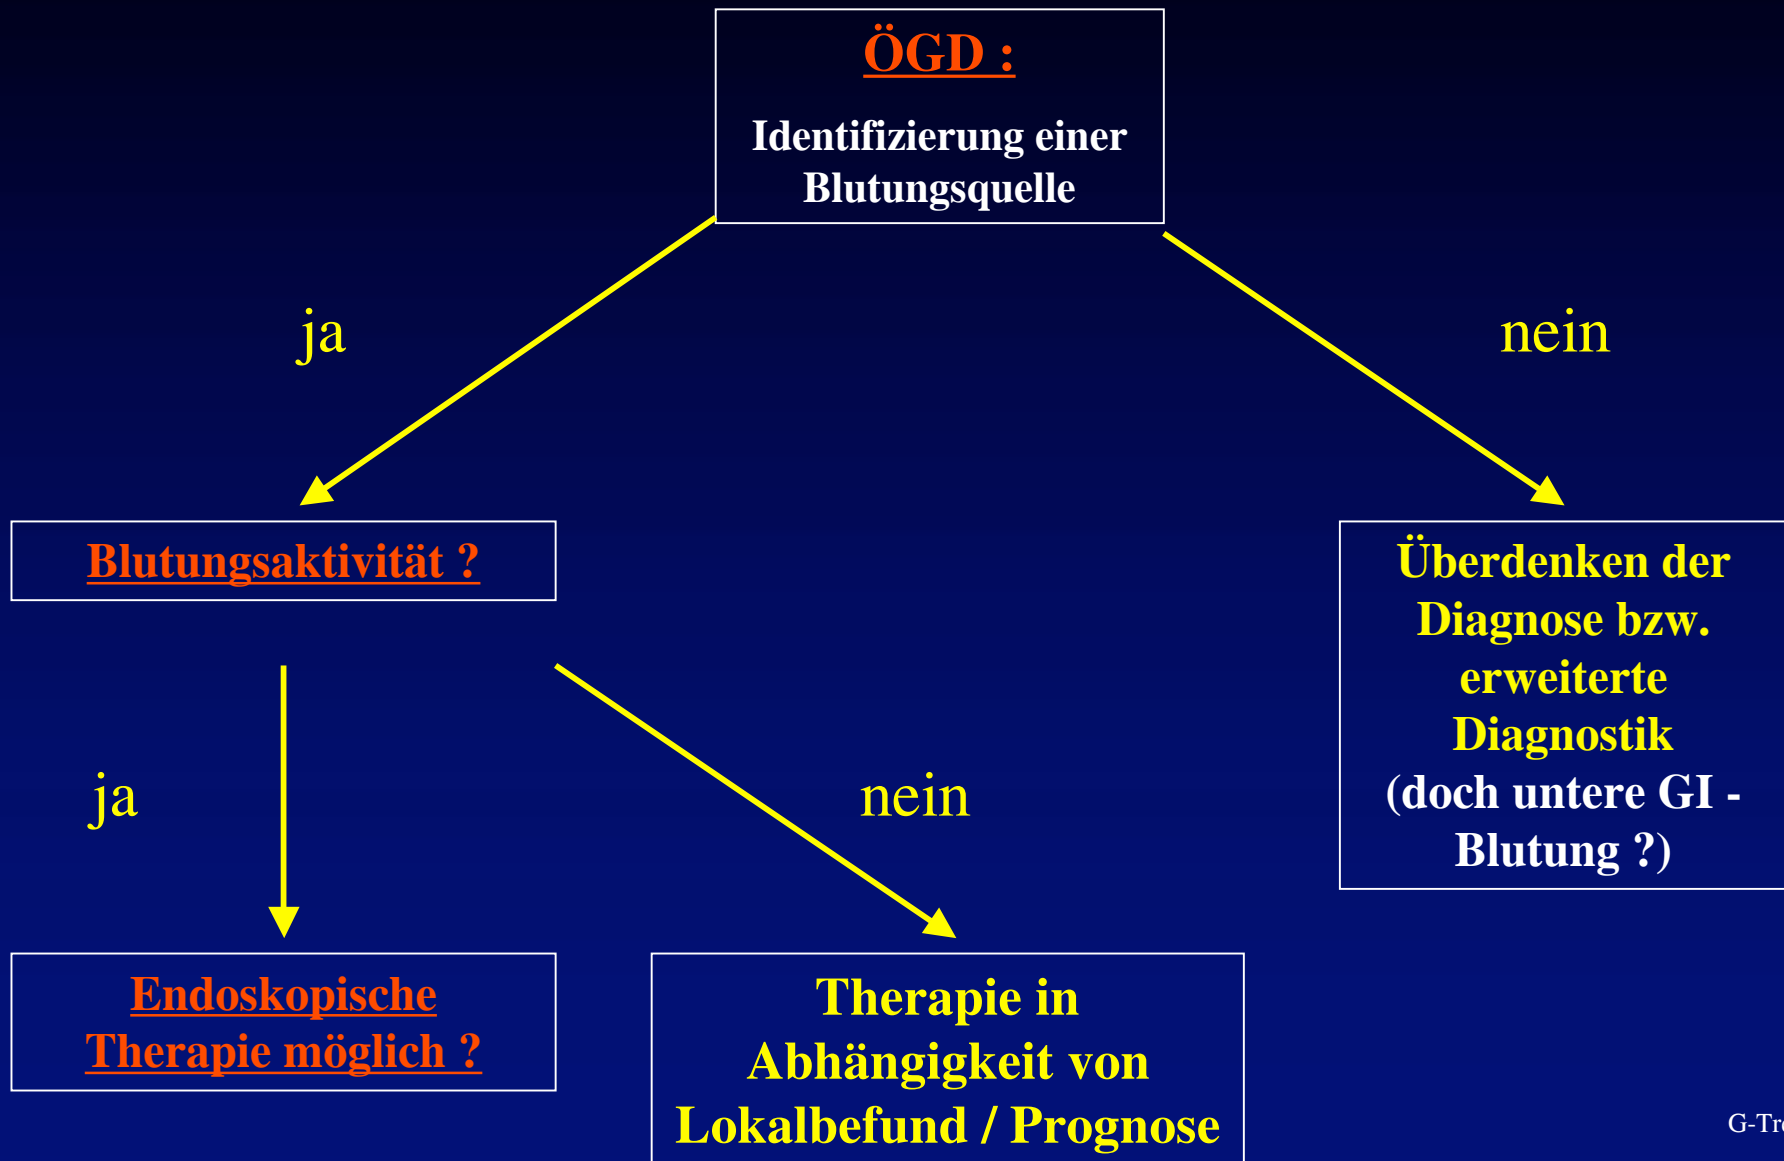 ÖGD :
Identifizierung einer
Blutungsquelle
ja
nein
Blutungsaktivität ?
Überdenken der
Diagnose bzw.
erweiterte
Diagnostik
(doch untere GI -
Blutung ?)
ja
nein
Endoskopische
Therapie möglich ?
Therapie in
Abhängigkeit von
Lokalbefund / Prognose